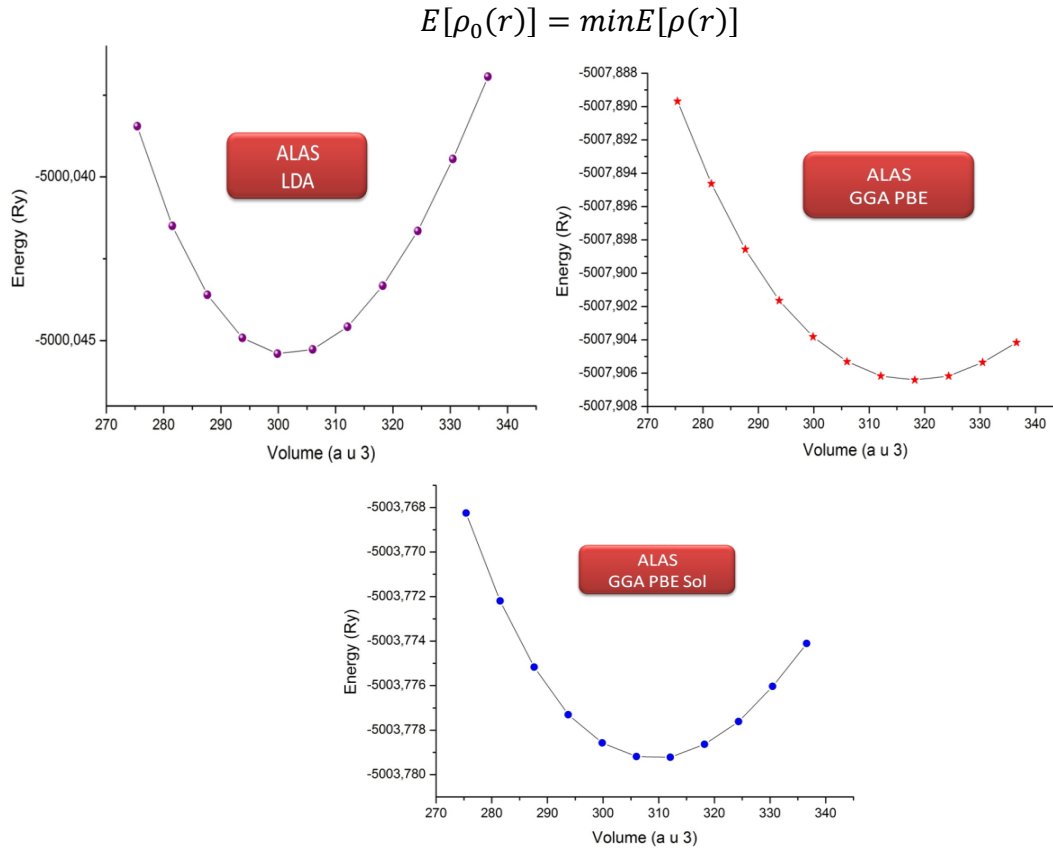 E[ρ₀(r)] = minE[ρ(r)]
ALAS
LDA
-5000,040
-5000,045
Energy (Ry)
270 280 290 300 310 320 330 340
Volume (a u 3)
ALAS
GGA PBE
-5007,888
-5007,890
-5007,892
-5007,894
-5007,896
-5007,898
-5007,900
-5007,902
-5007,904
-5007,906
-5007,908
Energy (Ry)
270 280 290 300 310 320 330 340
Volume (a u 3)
ALAS
GGA PBE Sol
-5003,768
-5003,770
-5003,772
-5003,774
-5003,776
-5003,778
-5003,780
Energy (Ry)
270 280 290 300 310 320 330 340
Volume (a u 3)